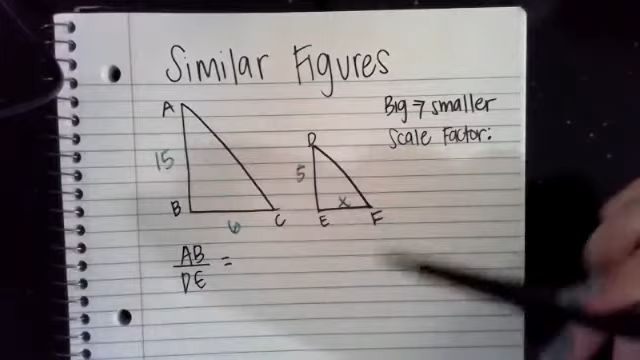 Similar Figures
Big → smaller
Scale Factor:
A
D
15
5
B
C
E
x
F
6
AB
DE
=